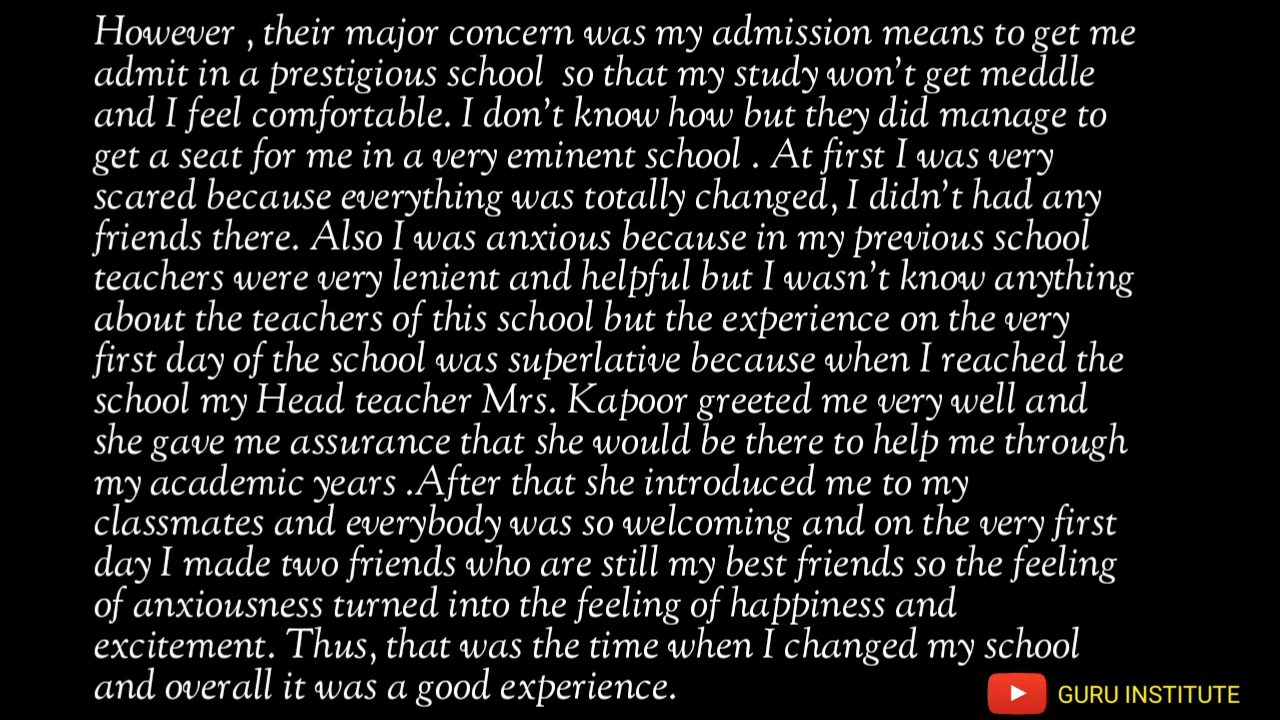 However , their major concern was my admission means to get me
admit in a prestigious school  so that my study won't get meddle
and I feel comfortable. I don't know how but they did manage to
get a seat for me in a very eminent school . At first I was very
scared because everything was totally changed, I didn't had any
friends there. Also I was anxious because in my previous school
teachers were very lenient and helpful but I wasn't know anything
about the teachers of this school but the experience on the very
first day of the school was superlative because when I reached the
school my Head teacher Mrs. Kapoor greeted me very well and
she gave me assurance that she would be there to help me through
my academic years .After that she introduced me to my
classmates and everybody was so welcoming and on the very first
day I made two friends who are still my best friends so the feeling
of anxiousness turned into the feeling of happiness and
excitement. Thus, that was the time when I changed my school
and overall it was a good experience.
GURU INSTITUTE